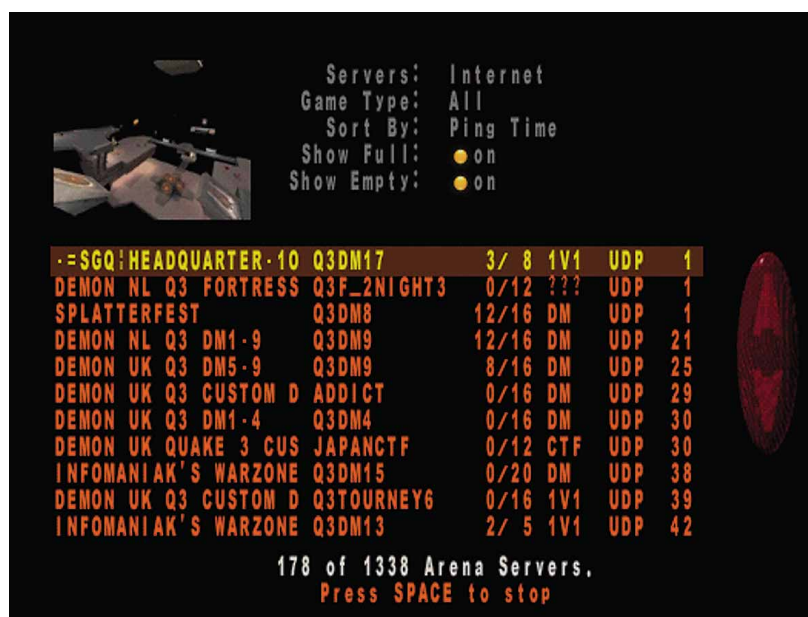 Servers: Internet
Game Type: All
Sort By: Ping Time
Show Full: on
Show Empty: on
-=SGQ¦HEADQUARTER-10 Q3DM17 3/ 8 1V1 UDP 1
DEMON NL Q3 FORTRESS Q3F_2NIGHT3 0/12 ??? UDP 1
SPLATTERFEST Q3DM8 12/16 DM UDP 1
DEMON NL Q3 DM1-9 Q3DM9 12/16 DM UDP 21
DEMON UK Q3 DM5-9 Q3DM9 8/16 DM UDP 25
DEMON UK Q3 CUSTOM D ADDICT 0/16 DM UDP 29
DEMON UK Q3 DM1-4 Q3DM4 0/16 DM UDP 30
DEMON UK QUAKE 3 CUS JAPANCTF 0/12 CTF UDP 30
INFOMANIAK'S WARZONE Q3DM15 0/20 DM UDP 38
DEMON UK Q3 CUSTOM D Q3TOURNEY6 0/16 1V1 UDP 39
INFOMANIAK'S WARZONE Q3DM13 2/ 5 1V1 UDP 42
178 of 1338 Arena Servers.
Press SPACE to stop